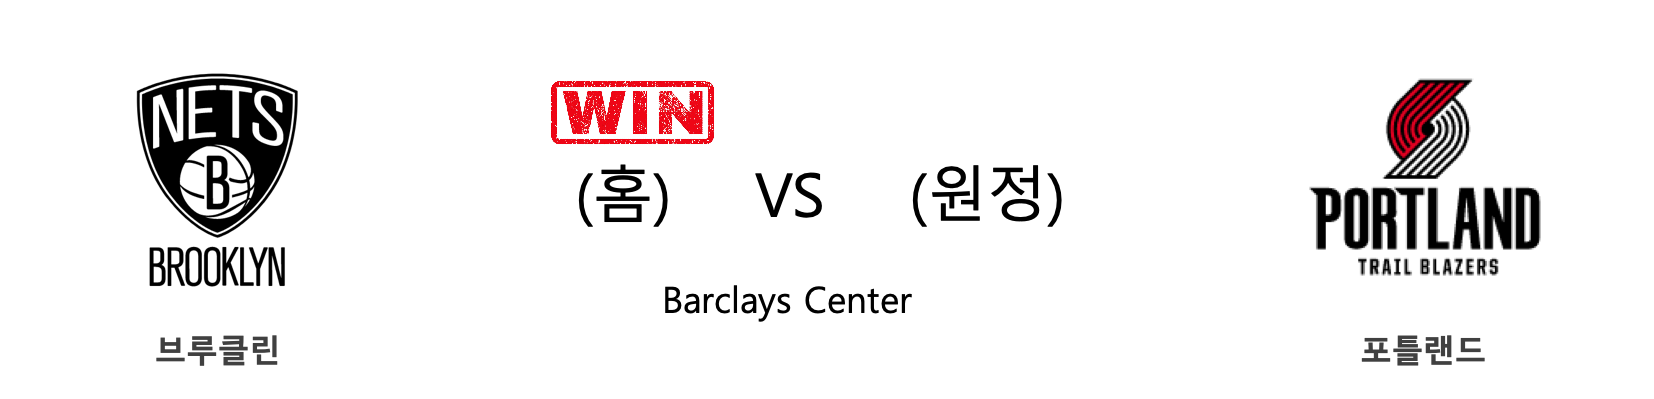 NETS
B
BROOKLYN
브루클린
WIN
(홈) VS (원정)
Barclays Center
PORTLAND
TRAIL BLAZERS
포틀랜드